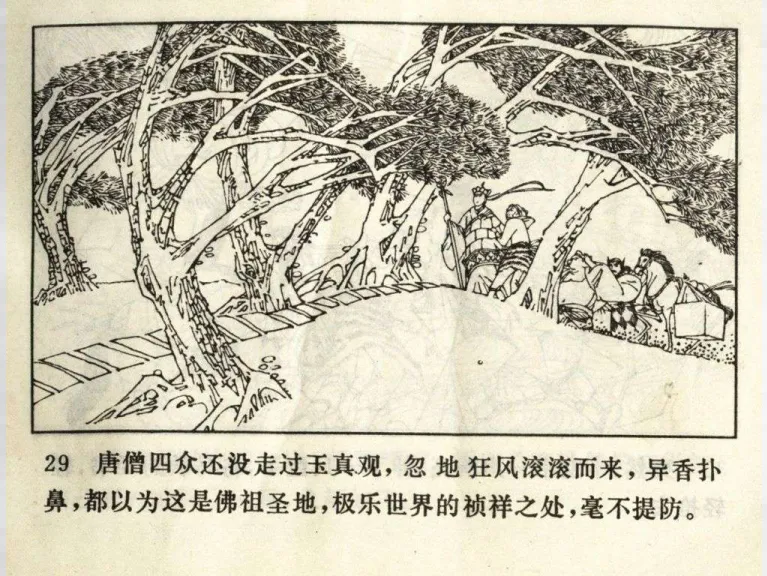 29 唐僧四众还没走过玉真观，忽地狂风滚滚而来，异香扑
鼻，都以为这是佛祖圣地，极乐世界的祯祥之处，毫不提防。